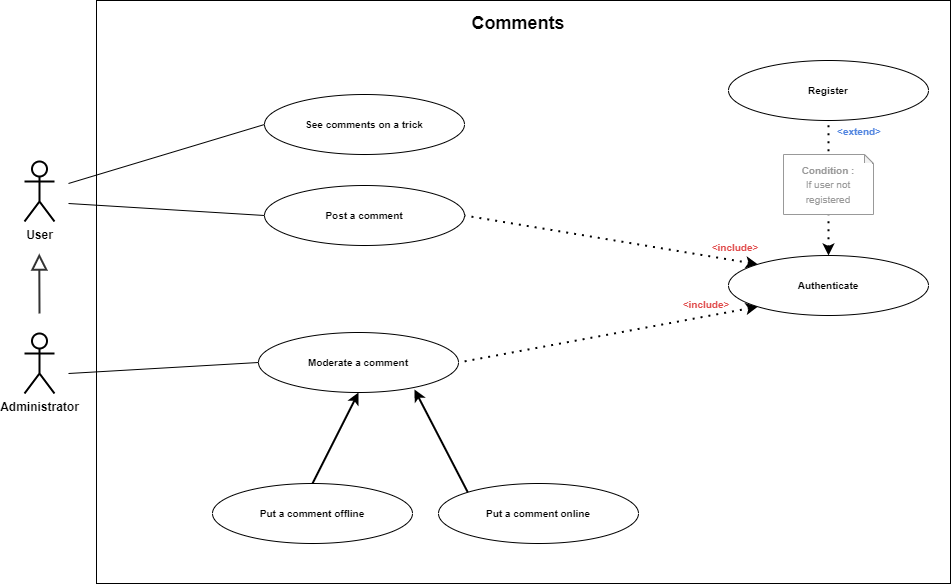 Comments
Register
See comments on a trick
<extend>
Condition :
If user not
registered
Post a comment
User
<include>
Authenticate
<include>
Moderate a comment
Administrator
Put a comment offline
Put a comment online